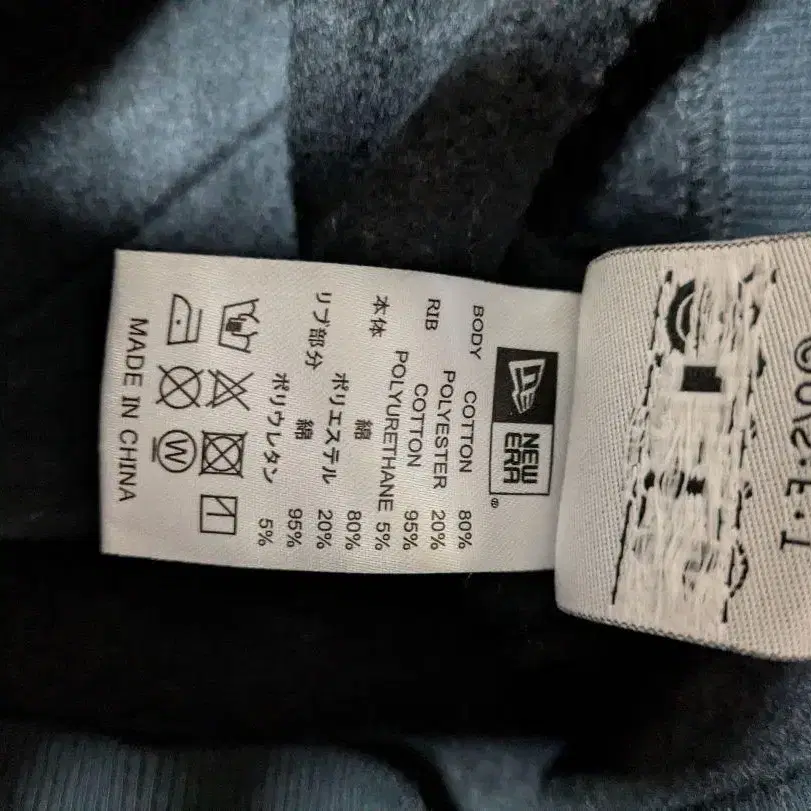 NEW
ERA
®
BODY
COTTON 80%
POLYESTER 20%
RIB
COTTON 95%
POLYURETHANE 5%
本体
綿 80%
ポリエステル 20%
リブ部分
綿 95%
ポリウレタン 5%
W
MADE IN CHINA